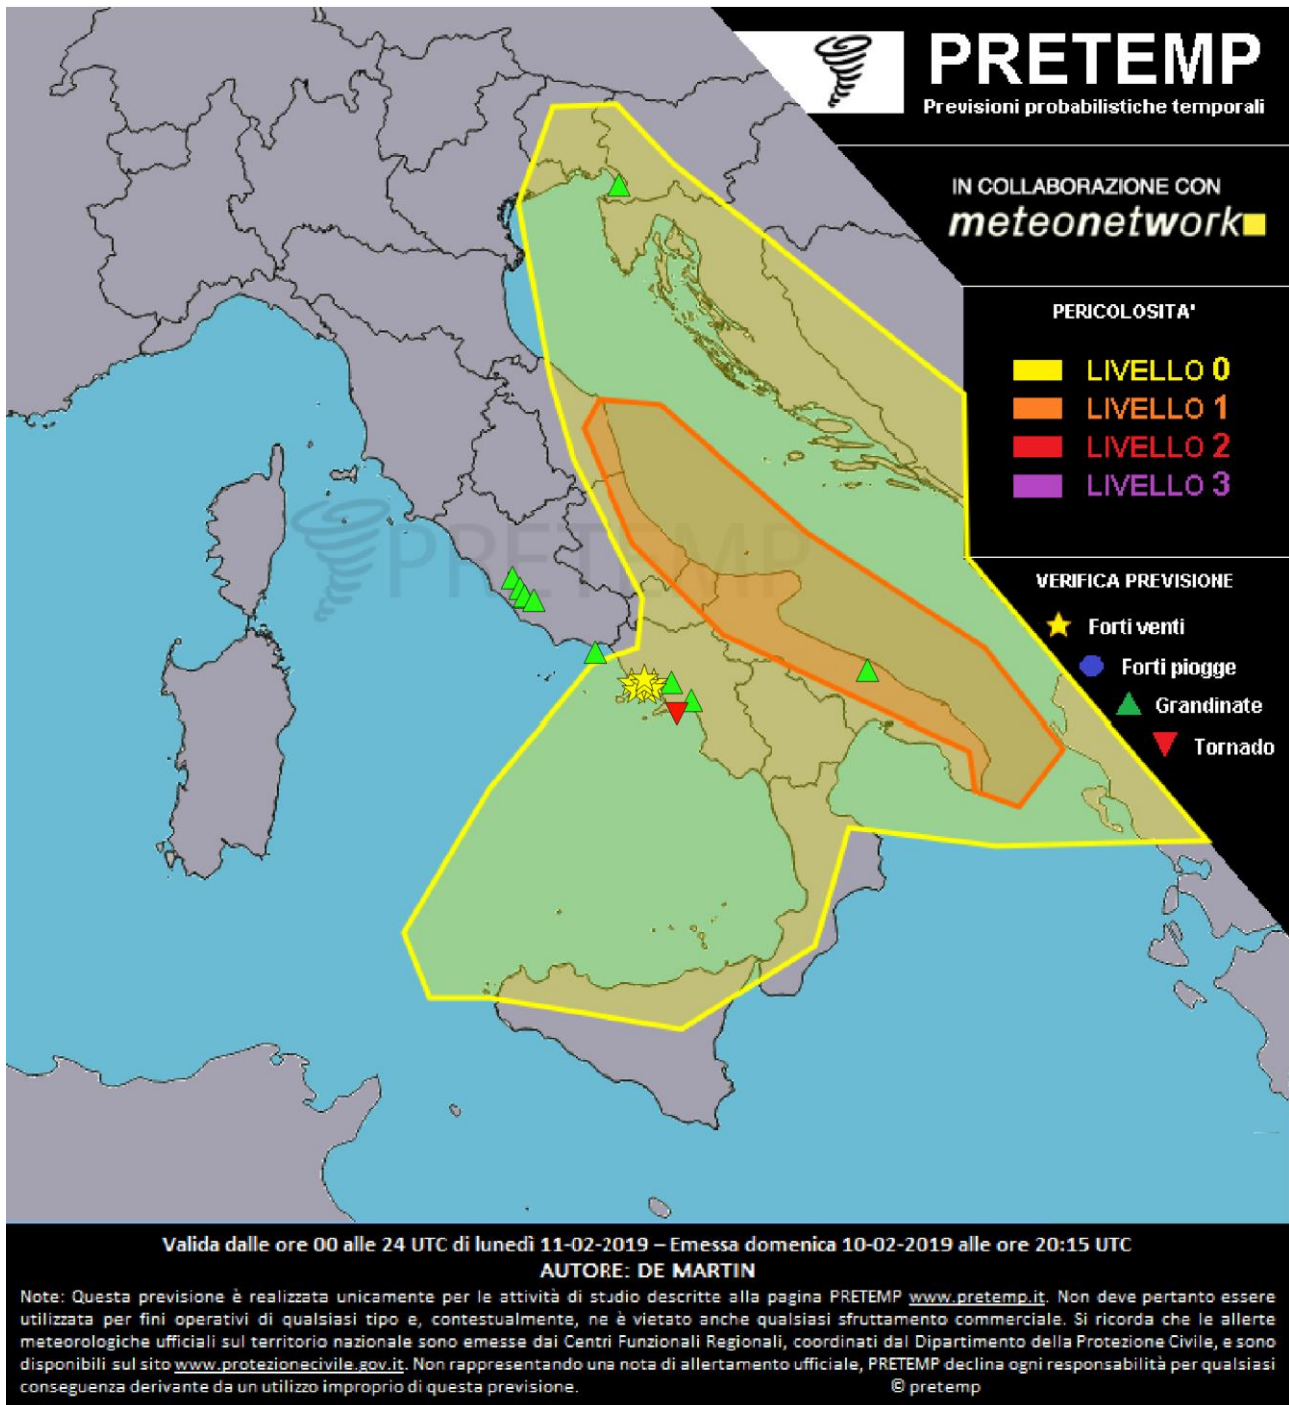 PRETEMP
Previsioni probabilistiche temporali
IN COLLABORAZIONE CON
meteonetwork
PERICOLOSITA'
LIVELLO 0
LIVELLO 1
LIVELLO 2
LIVELLO 3
PRETEMP
VERIFICA PREVISIONE
Forti venti
Forti piogge
Grandinate
Tornado
Valida dalle ore 00 alle 24 UTC di lunedì 11-02-2019 – Emessa domenica 10-02-2019 alle ore 20:15 UTC
AUTORE: DE MARTIN
Note: Questa previsione è realizzata unicamente per le attività di studio descritte alla pagina PRETEMP www.pretemp.it. Non deve pertanto essere
utilizzata per fini operativi di qualsiasi tipo e, contestualmente, ne è vietato anche qualsiasi sfruttamento commerciale. Si ricorda che le allerte
meteorologiche ufficiali sul territorio nazionale sono emesse dai Centri Funzionali Regionali, coordinati dal Dipartimento della Protezione Civile, e sono
disponibili sul sito www.protezionecivile.gov.it. Non rappresentando una nota di allertamento ufficiale, PRETEMP declina ogni responsabilità per qualsiasi
conseguenza derivante da un utilizzo improprio di questa previsione.
© pretemp